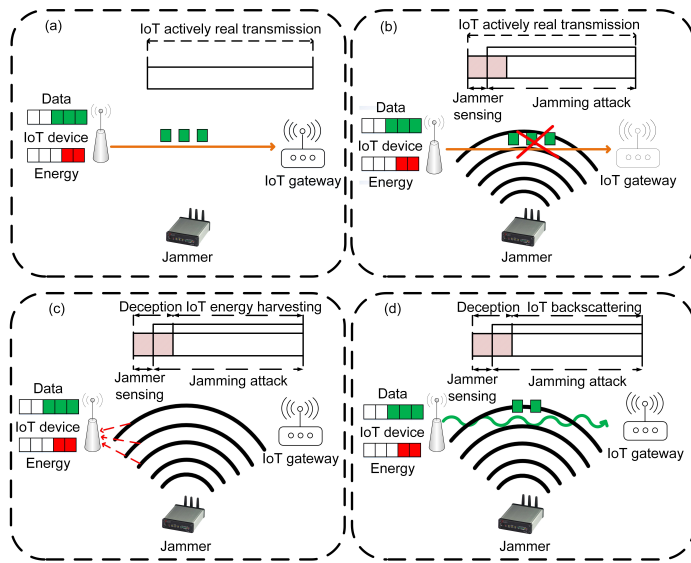 (a)
IoT actively real transmission
Data
IoT device
Energy
IoT gateway
Jammer
(b)
IoT actively real transmission
Jammer
sensing
Jamming attack
Data
IoT device
Energy
IoT gateway
Jammer
(c)
Deception IoT energy harvesting
Jammer
sensing
Jamming attack
Data
IoT device
Energy
IoT gateway
Jammer
(d)
Deception IoT backscattering
Jammer
sensing
Jamming attack
Data
IoT device
Energy
IoT gateway
Jammer